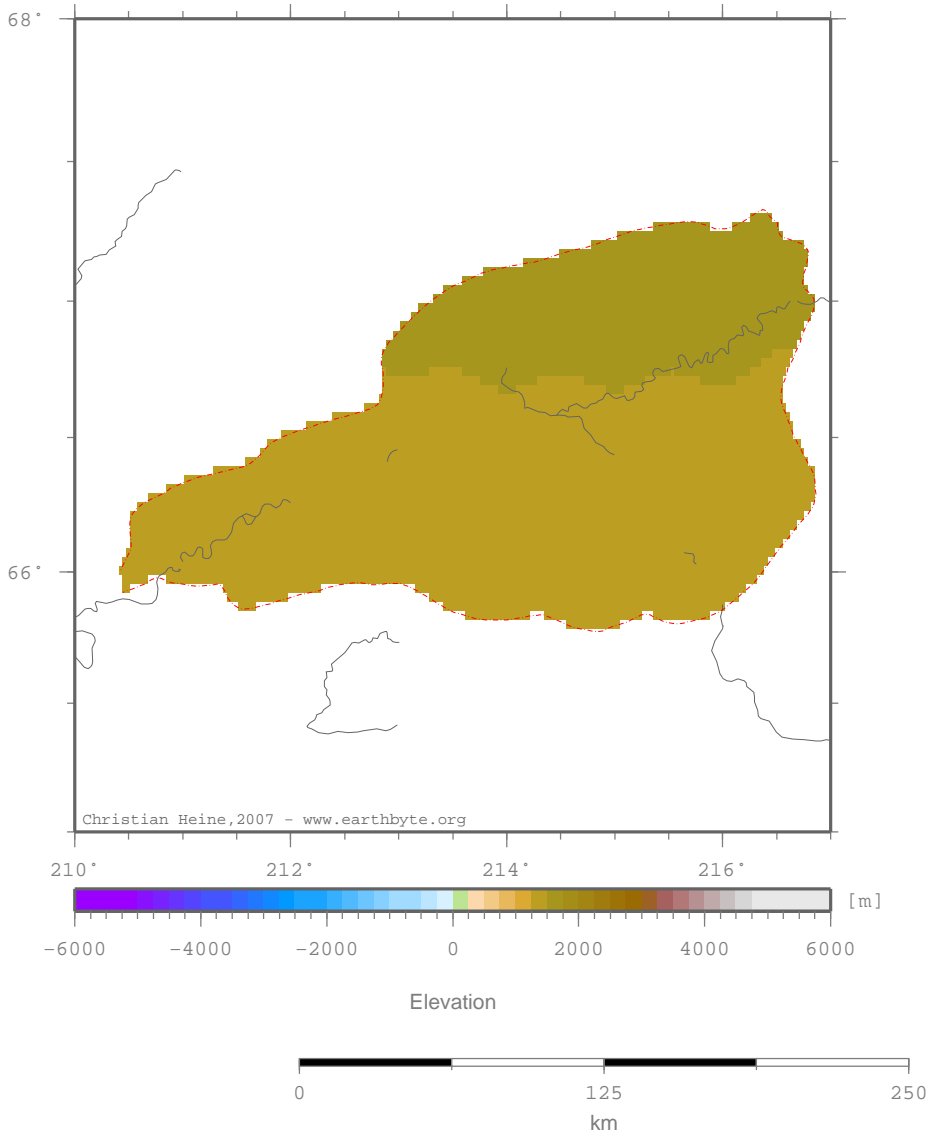 68°
66°
Christian Heine,2007 - www.earthbyte.org
210° 212° 214° 216°
[m]
-6000 -4000 -2000 0 2000 4000 6000
Elevation
0 125 250
km